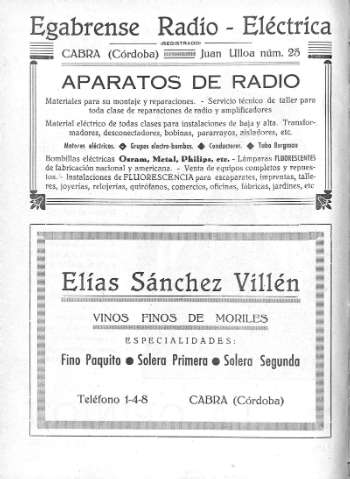 Egabrense Radio - Eléctrica
(REGISTRADO)
CABRA (Córdoba) Juan Ulloa núm. 25
APARATOS DE RADIO
Materiales para su montaje y reparaciones. - Servicio técnico de taller para
toda clase de reparaciones de radio y amplificadores
Material eléctrico de todas clases para instalaciones de baja y alta. Transfor-
madores, desconectadores, bobinas, pararrayos, aisladores, etc.
Motores eléctricos. ◆ Grupos electro-bombas. ◆ Conductores. ◆ Tubo Bergman
Bombillas eléctricas Osram, Metal, Philips, etc. - Lámparas FLUORESCENTES
de fabricación nacional y americana. - Venta de equipos completos y repues-
tos. - Instalaciones de FLUORESCENCIA para escaparates, imprentas, talle-
res, joyerías, relojerías, quirófanos, comercios, oficinas, fábricas, jardines, etc
Elías Sánchez Villén
VINOS FINOS DE MORILES
ESPECIALIDADES:
Fino Paquito ● Solera Primera ● Solera Segunda
Teléfono 1-4-8 CABRA (Córdoba)